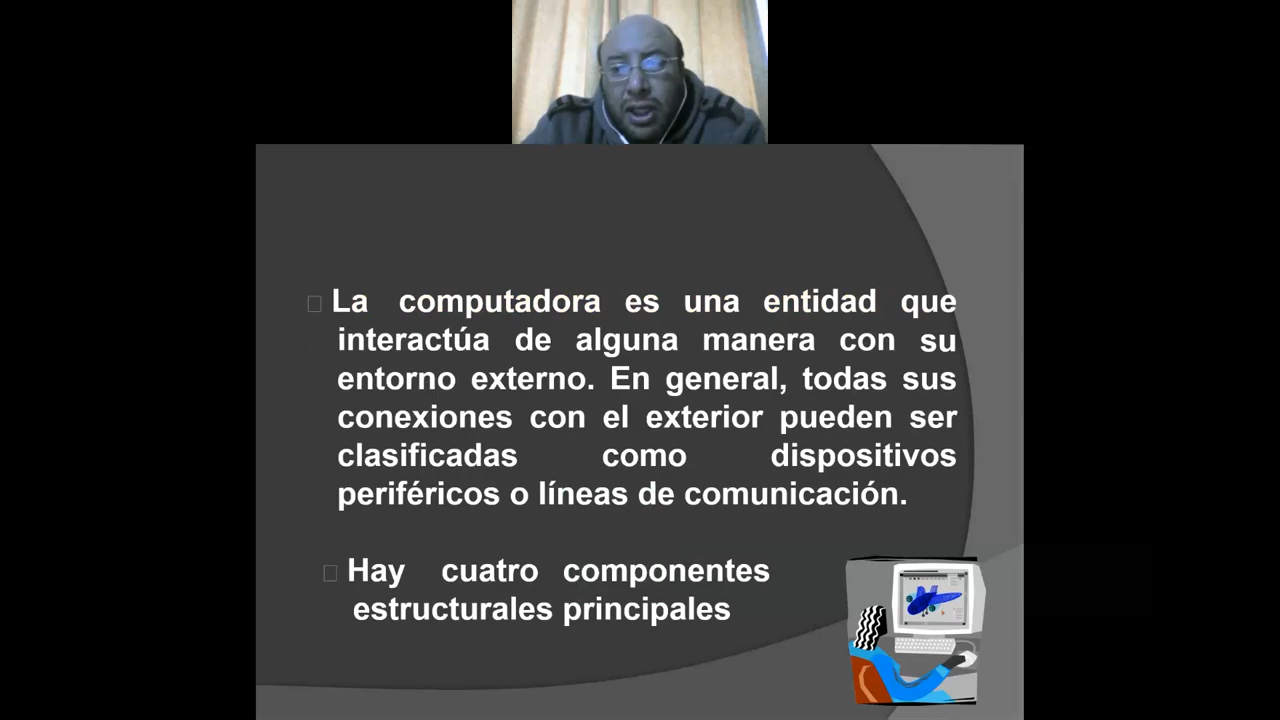 La computadora es una entidad que
interactúa de alguna manera con su
entorno externo. En general, todas sus
conexiones con el exterior pueden ser
clasificadas como dispositivos
periféricos o líneas de comunicación.
Hay cuatro componentes
estructurales principales